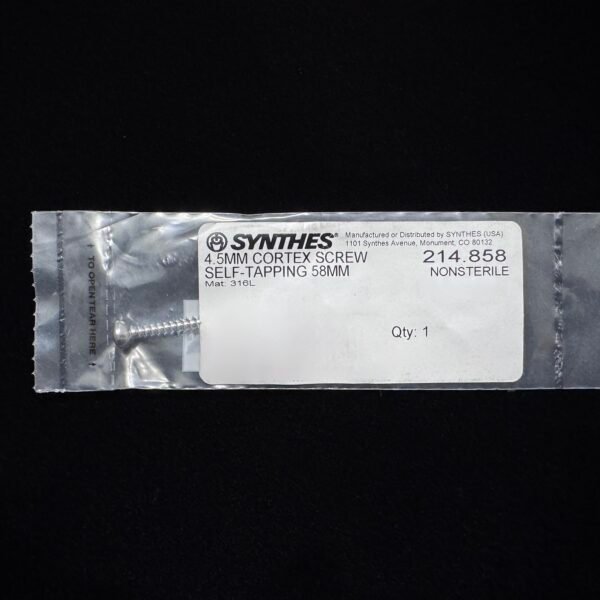 SYNTHES®
Manufactured or Distributed by SYNTHES (USA)
1101 Synthes Avenue, Monument, CO 80132
4.5MM CORTEX SCREW
214.858
SELF-TAPPING 58MM
NONSTERILE
Mat: 316L
Qty: 1
↑ TO OPEN TEAR HERE ↑